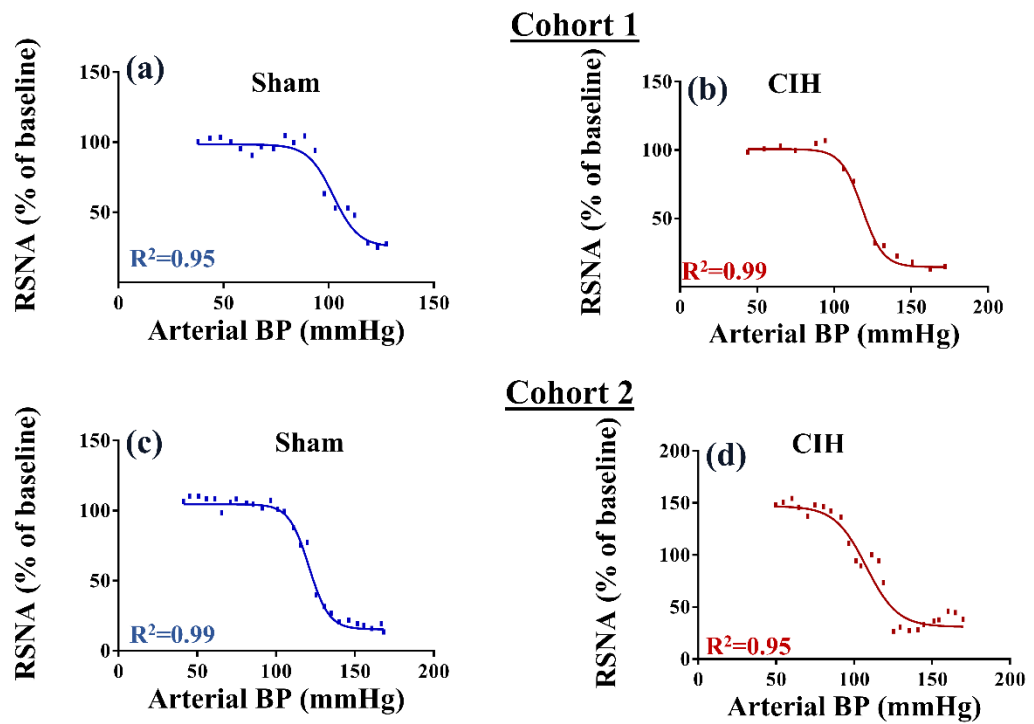 Cohort 1
(a)
Sham
RSNA (% of baseline)
150
100
50
R²=0.95
0
50
100
150
Arterial BP (mmHg)
(b)
CIH
RSNA (% of baseline)
150
100
50
R²=0.99
0
50
100
150
200
Arterial BP (mmHg)
Cohort 2
(c)
Sham
RSNA (% of baseline)
150
100
50
0
R²=0.99
0
50
100
150
200
Arterial BP (mmHg)
(d)
CIH
RSNA (% of baseline)
200
150
100
50
0
R²=0.95
0
50
100
150
200
Arterial BP (mmHg)